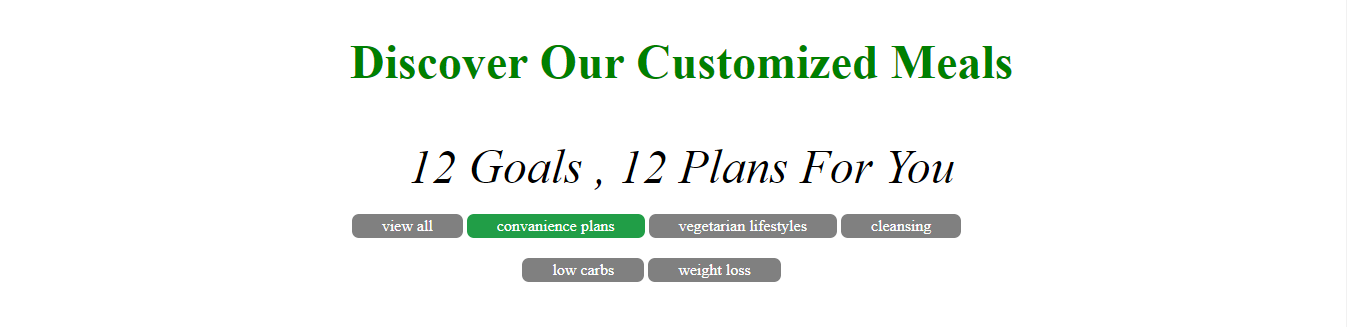 Discover Our Customized Meals
12 Goals , 12 Plans For You
view all convanience plans vegetarian lifestyles cleansing
low carbs weight loss